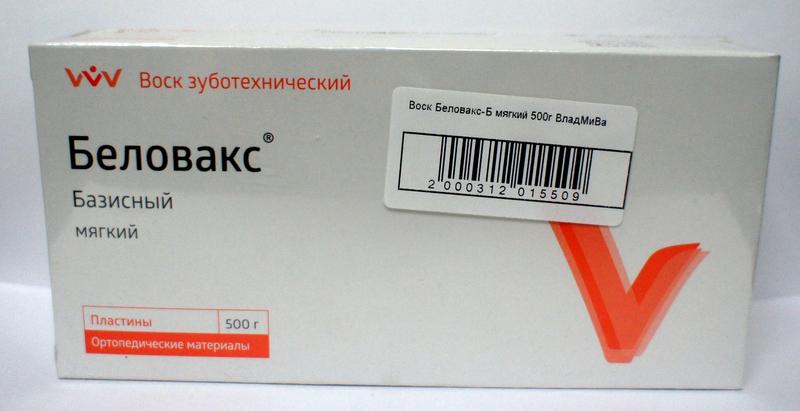 Воск зуботехнический
Беловакс®
Базисный
мягкий
Пластины 500 г
Ортопедические материалы
Воск Беловакс-Б мягкий 500г ВладМиВа
2 000312 015509